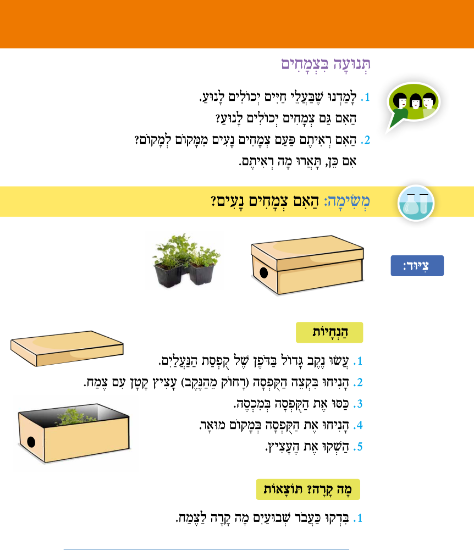 תְּנוּעָה בִּצְמָחִים
1. לָמַדְנוּ שֶׁבַּעֲלֵי חַיִּים יְכוֹלִים לָנוּעַ.
הַאִם גַּם צְמָחִים יְכוֹלִים לָנוּעַ?
2. הַאִם רְאִיתֶם פַּעַם צְמָחִים נָעִים מִמָּקוֹם לְמָקוֹם?
אִם כֵּן, תָּאֲרוּ מָה רְאִיתֶם.
מְשִׂימָה: הַאִם צְמָחִים נָעִים?
צִיּוּד:
הַנְחָיוֹת
1. עֲשׂוּ נֶקֶב גָּדוֹל בַּדֹּפֶן שֶׁל קֻפְסַת הַנַּעֲלַיִם.
2. הַנִּיחוּ בִּקְצֵה הַקֻּפְסָה (רָחוֹק מֵהַנֶּקֶב) עָצִיץ קָטָן עִם צֶמַח.
3. כַּסּוּ אֶת הַקֻּפְסָה בַּמִּכְסֶה.
4. הַנִּיחוּ אֶת הַקֻּפְסָה בְּמָקוֹם מוּאָר.
5. הַשְׁקוּ אֶת הֶעָצִיץ.
מָה קָרָה? תּוֹצָאוֹת
1. בִּדְקוּ כַּעֲבֹר שְׁבוּעַיִם מַה קָּרָה לַצֶּמַח.